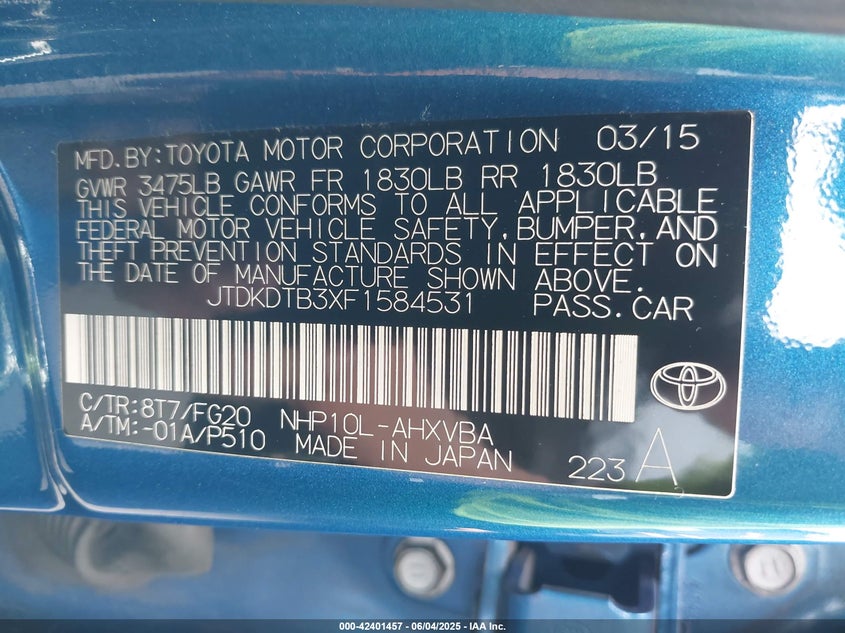 MFD.BY:TOYOTA MOTOR CORPORATION 03/15
GVWR 3475LB GAWR FR 1830LB RR 1830LB
THIS VEHICLE CONFORMS TO ALL APPLICABLE
FEDERAL MOTOR VEHICLE SAFETY,BUMPER,AND
THEFT PREVENTION STANDARDS IN EFFECT ON
THE DATE OF MANUFACTURE SHOWN ABOVE.
JTDKDTB3XF1584531 PASS.CAR
C/TR:8T7/FG20 NHP10L-AHXVBA
A/TM:-01A/P510 MADE IN JAPAN
223 A
000-42401457 - 06/04/2025 - IAA Inc.